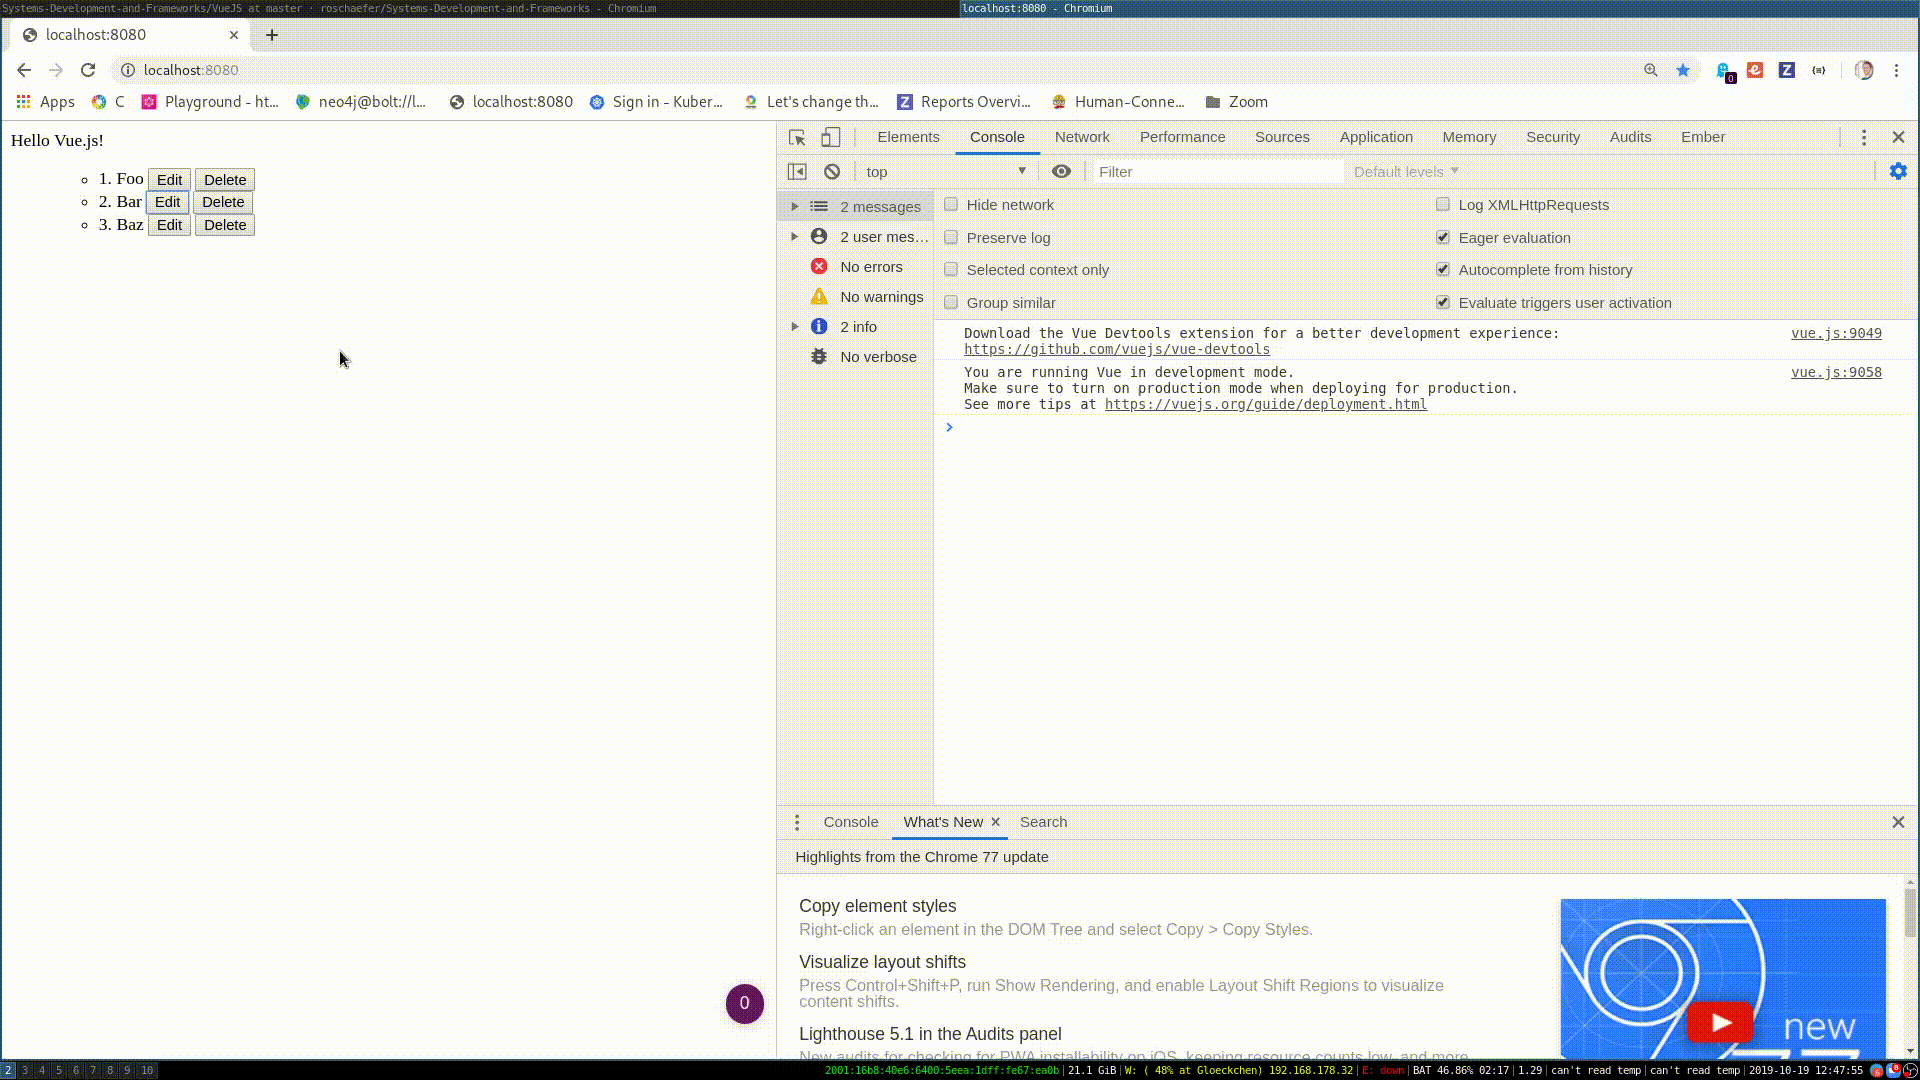 Systems-Development-and-Frameworks/VueJS at master · roschaefer/Systems-Development-and-Frameworks - Chromium
localhost:8080 - Chromium
localhost:8080
localhost:8080
0
Apps
C
Playground - ht...
neo4j@bolt://l...
localhost:8080
Sign in - Kuber...
Let's change th...
Reports Overvi...
Human-Conne...
Zoom
Hello Vue.js!
1. Foo Edit Delete
2. Bar Edit Delete
3. Baz Edit Delete
0
Elements Console Network Performance Sources Application Memory Security Audits Ember
top Filter Default levels
2 messages
2 user mes...
No errors
No warnings
2 info
No verbose
Hide network
Log XMLHttpRequests
Preserve log
Eager evaluation
Selected context only
Autocomplete from history
Group similar
Evaluate triggers user activation
Download the Vue Devtools extension for a better development experience: vue.js:9049
https://github.com/vuejs/vue-devtools
You are running Vue in development mode. vue.js:9058
Make sure to turn on production mode when deploying for production.
See more tips at https://vuejs.org/guide/deployment.html
Console What's New Search
Highlights from the Chrome 77 update
Copy element styles
Right-click an element in the DOM Tree and select Copy > Copy Styles.
Visualize layout shifts
Press Control+Shift+P, run Show Rendering, and enable Layout Shift Regions to visualize
content shifts.
Lighthouse 5.1 in the Audits panel
New audits for checking for PWA installability on iOS, keeping resource counts low, and more
new
77
2 3 4 5 6 7 8 9 10
2001:16b8:40e6:6400:5eea:1dff:fe67:ea0b|21.1 GiB|W: ( 48% at Gloeckchen) 192.168.178.32|E: down|BAT 46.86% 02:17|1.29|can't read temp|can't read temp|2019-10-19 12:47:55